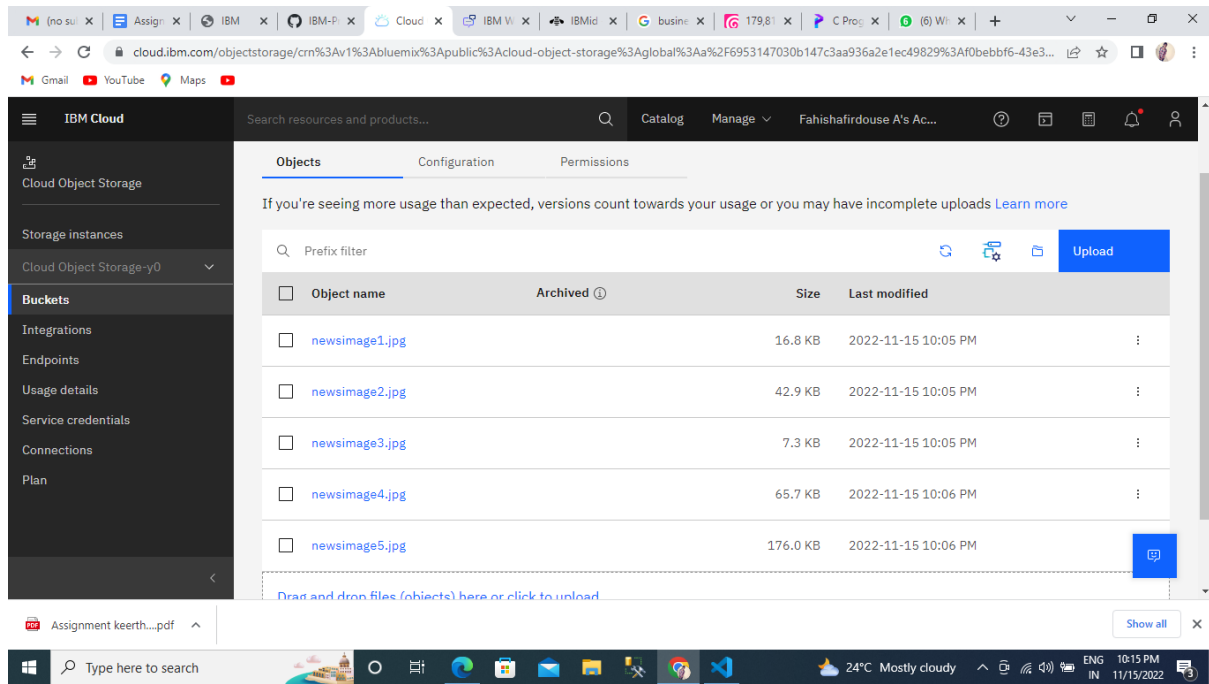 (no sul
Assign
IBM
IBM-P
Cloud
IBM W
IBMid
busine
179,81
C Prog
(6) Wh
cloud.ibm.com/objectstorage/crn%3Av1%3Abluemix%3Apublic%3Acloud-object-storage%3Aglobal%3Aa%2F6953147030b147c3aa936a2e1ec49829%3Af0bebbf6-43e3...
Gmail YouTube Maps
IBM Cloud
Search resources and products...
Catalog Manage Fahishafirdouse A's Ac...
Cloud Object Storage
Storage instances
Cloud Object Storage-y0
Buckets
Integrations
Endpoints
Usage details
Service credentials
Connections
Plan
Objects Configuration Permissions
If you're seeing more usage than expected, versions count towards your usage or you may have incomplete uploads Learn more
Prefix filter Upload
Object name Archived Size Last modified
newsimage1.jpg 16.8 KB 2022-11-15 10:05 PM
newsimage2.jpg 42.9 KB 2022-11-15 10:05 PM
newsimage3.jpg 7.3 KB 2022-11-15 10:05 PM
newsimage4.jpg 65.7 KB 2022-11-15 10:06 PM
newsimage5.jpg 176.0 KB 2022-11-15 10:06 PM
Drag and drop files (objects) here or click to upload
Assignment keerth....pdf Show all
Type here to search
24°C Mostly cloudy
ENG
IN
10:15 PM
11/15/2022
3